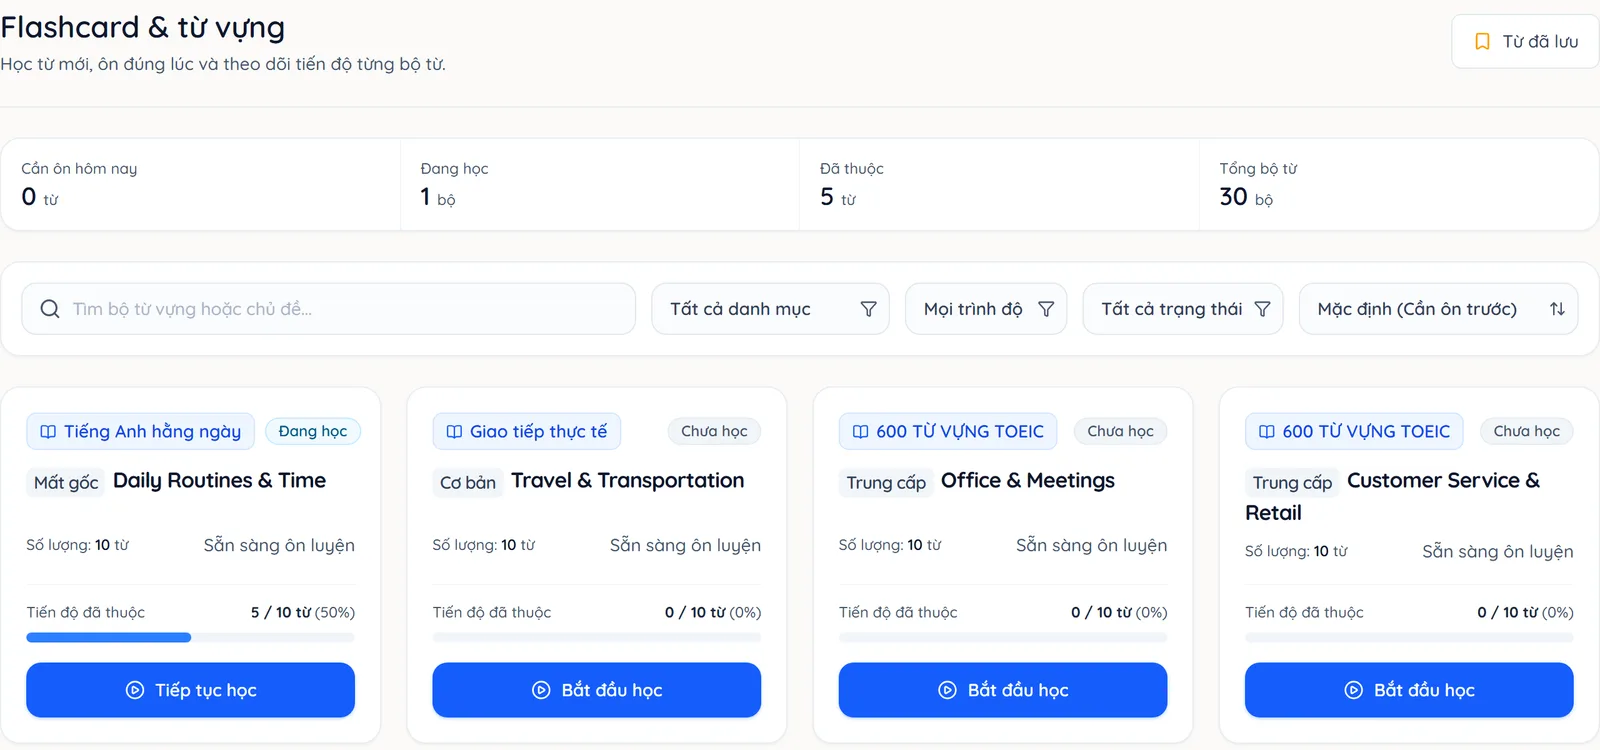 Flashcard & từ vựng
Học từ mới, ôn đúng lúc và theo dõi tiến độ từng bộ từ.
Từ đã lưu
Cần ôn hôm nay
0 từ
Đang học
1 bộ
Đã thuộc
5 từ
Tổng bộ từ
30 bộ
Tìm bộ từ vựng hoặc chủ đề...
Tất cả danh mục
Mọi trình độ
Tất cả trạng thái
Mặc định (Cần ôn trước)
Tiếng Anh hằng ngày
Đang học
Mất gốc Daily Routines & Time
Số lượng: 10 từ
Sẵn sàng ôn luyện
Tiến độ đã thuộc
5 / 10 từ (50%)
Tiếp tục học
Giao tiếp thực tế
Chưa học
Cơ bản Travel & Transportation
Số lượng: 10 từ
Sẵn sàng ôn luyện
Tiến độ đã thuộc
0 / 10 từ (0%)
Bắt đầu học
600 TỪ VỰNG TOEIC
Chưa học
Trung cấp Office & Meetings
Số lượng: 10 từ
Sẵn sàng ôn luyện
Tiến độ đã thuộc
0 / 10 từ (0%)
Bắt đầu học
600 TỪ VỰNG TOEIC
Chưa học
Trung cấp Customer Service &
Retail
Số lượng: 10 từ
Sẵn sàng ôn luyện
Tiến độ đã thuộc
0 / 10 từ (0%)
Bắt đầu học